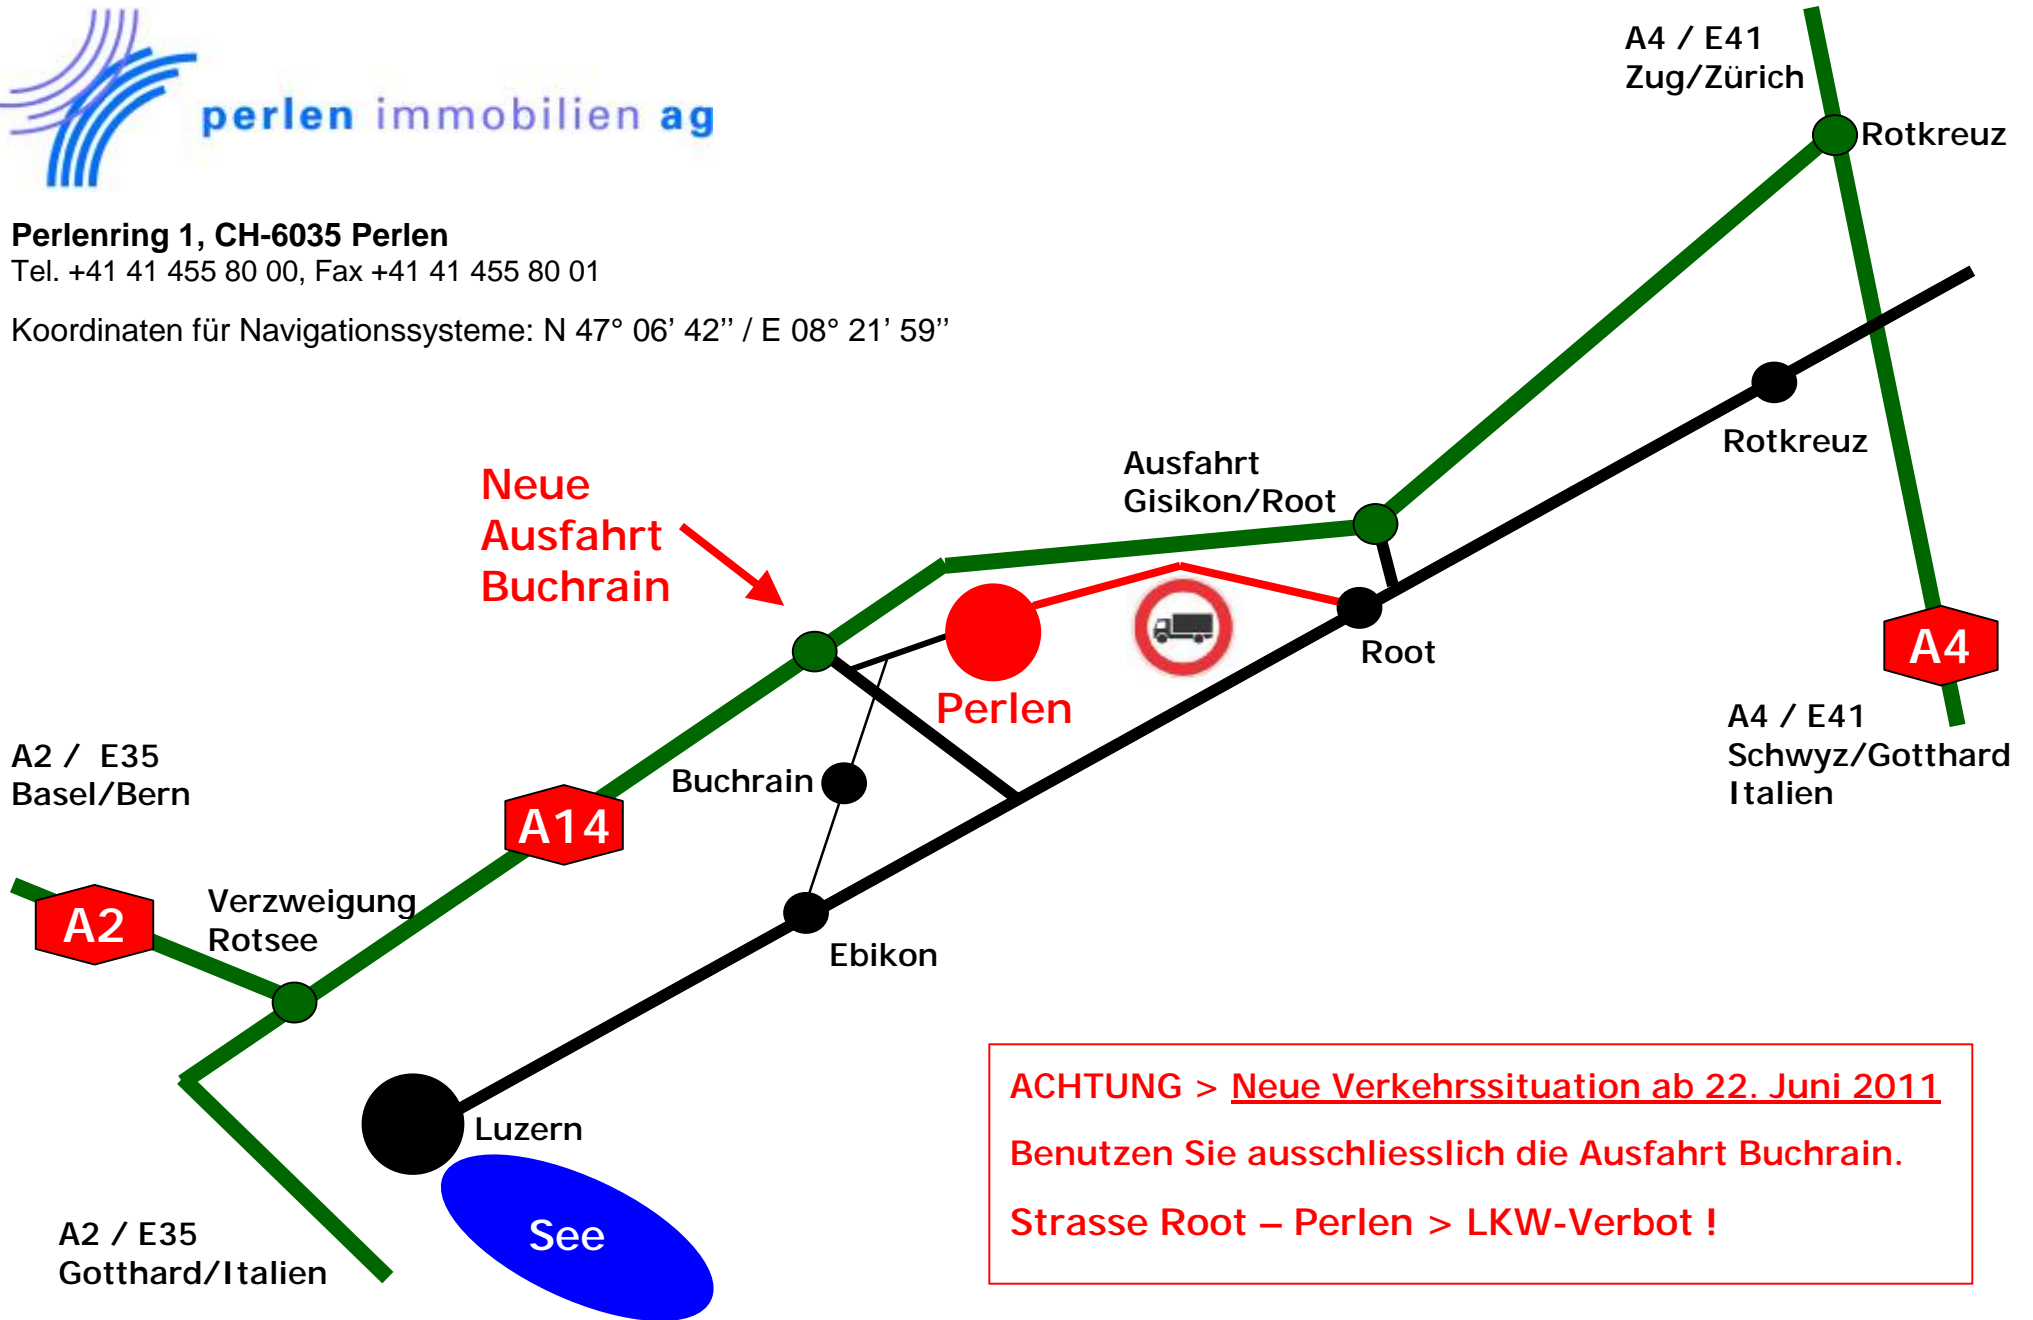 perlen immobilien ag
Perlenring 1, CH-6035 Perlen
Tel. +41 41 455 80 00, Fax +41 41 455 80 01
Koordinaten für Navigationssysteme: N 47° 06’ 42’’ / E 08° 21’ 59’’
A4 / E41
Zug/Zürich
Rotkreuz
Rotkreuz
Ausfahrt
Gisikon/Root
Neue
Ausfahrt
Buchrain
Root
A4
Perlen
A4 / E41
Schwyz/Gotthard
Italien
A2 / E35
Basel/Bern
Buchrain
A14
Verzweigung
Rotsee
A2
Ebikon
Luzern
See
A2 / E35
Gotthard/Italien
ACHTUNG > Neue Verkehrssituation ab 22. Juni 2011
Benutzen Sie ausschliesslich die Ausfahrt Buchrain.
Strasse Root – Perlen > LKW-Verbot !